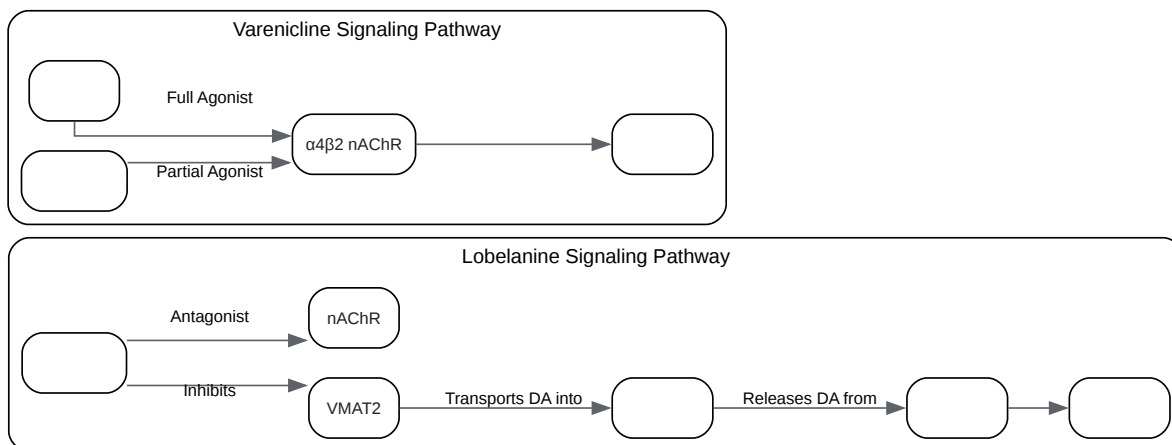 Varenicline Signaling Pathway
Full Agonist
α4β2 nAChR
Partial Agonist
Lobelanine Signaling Pathway
Antagonist
nAChR
Inhibits
VMAT2
Transports DA into
Releases DA from